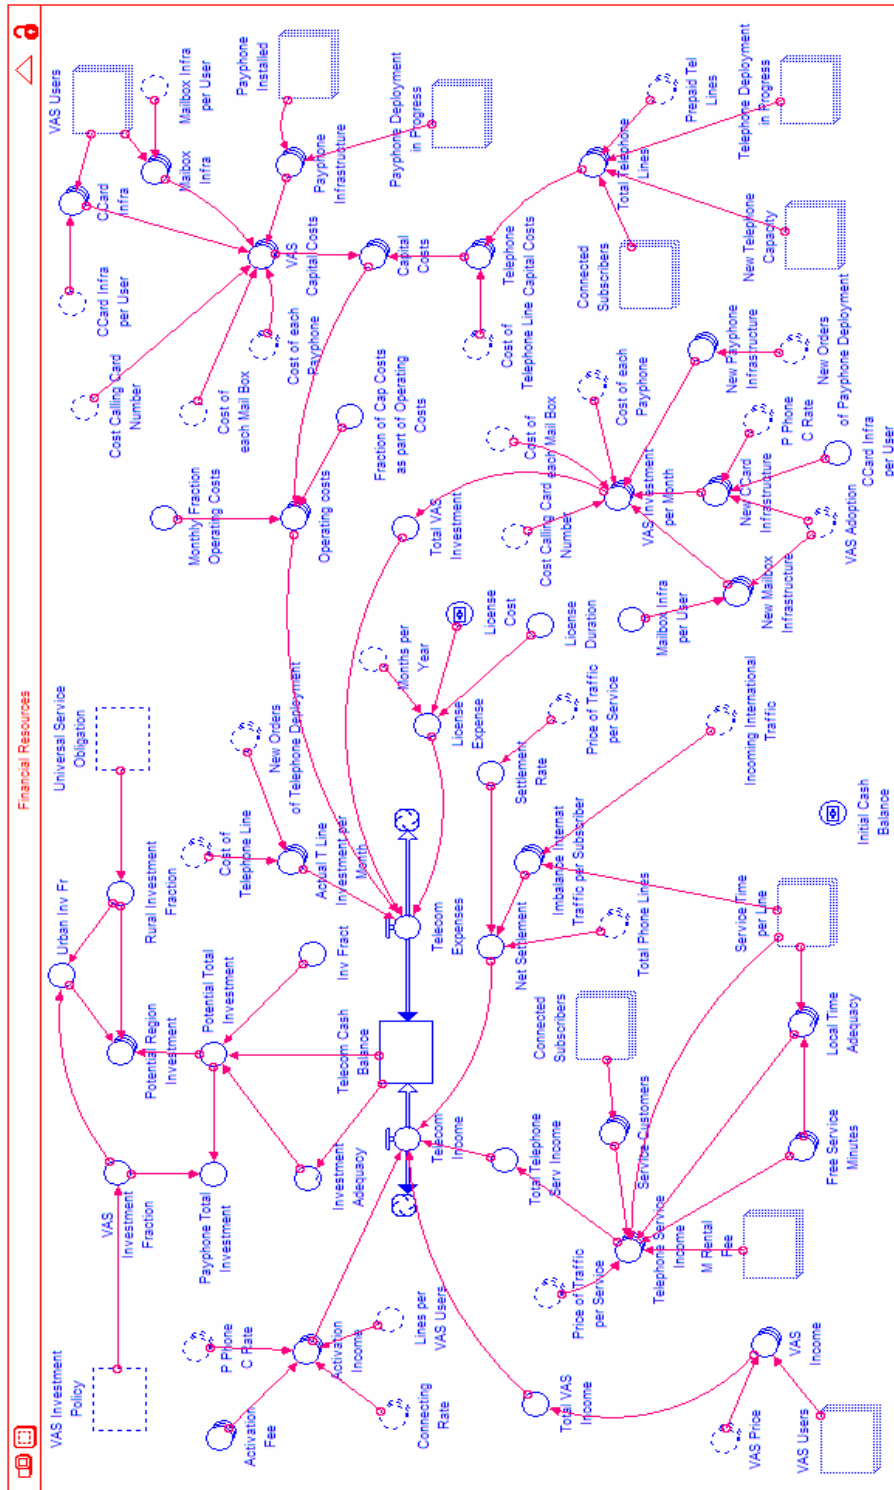 Financial Resources
VAS Investment
Policy
VAS
Investment
Fraction
Urban Inv Fr
Universal Service
Obligation
Rural Investment
Fraction
Potential Region
Investment
Payphone Total
Investment
Potential Total
Investment
Inv Fract
Investment
Adequacy
Telecom Cash
Balance
Telecom
Income
Telecom
Expenses
Activation
Fee
P Phone
C Rate
Activation
Income
Connecting
Rate
Lines per
VAS Users
Cost of
Telephone Line
New Orders
of Telephone Deployment
Actual T Line
Investment per
Month
Monthly Fraction
Operating Costs
Operating costs
Fraction of Cap Costs
as part of Operating
Costs
Cost Calling Card
Number
Cost of
each Mail Box
Cost of each
Payphone
CCard Infra
per User
CCard
Infra
VAS Users
Mailbox Infra
per User
Mailbox
Infra
VAS
Capital Costs
Payphone
Installed
Payphone
Infrastructure
Payphone Deployment
in Progress
Capital
Costs
Telephone
Line Capital Costs
Cost of
Telephone
Total Telephone
Lines
Prepaid Tel
Lines
Connected
Subscribers
New Telephone
Capacity
Telephone Deployment
in Progress
Total VAS
Investment
Cost Calling Card
Number
Cost of
each Mail Box
Cost of each
Payphone
VAS Investment
per Month
New Payphone
Infrastructure
New Orders
of Payphone Deployment
New CCard
Infrastructure
P Phone
C Rate
CCard Infra
per User
VAS Adoption
New Mailbox
Infrastructure
Mailbox Infra
per User
Months per
Year
License
Cost
License
Duration
License
Expense
Settlement
Rate
Price of Traffic
per Service
Net Settlement
Imbalance Internat
Traffic per Subscriber
Incoming International
Traffic
Total Phone Lines
Initial Cash
Balance
Total Telephone
Serv Income
Connected
Subscribers
Service Customers
Service Time
per Line
Local Time
Adequacy
Free Service
Minutes
Telephone Service
Income
M Rental
Fee
Price of Traffic
per Service
Total VAS
Income
VAS
Income
VAS Price
VAS Users